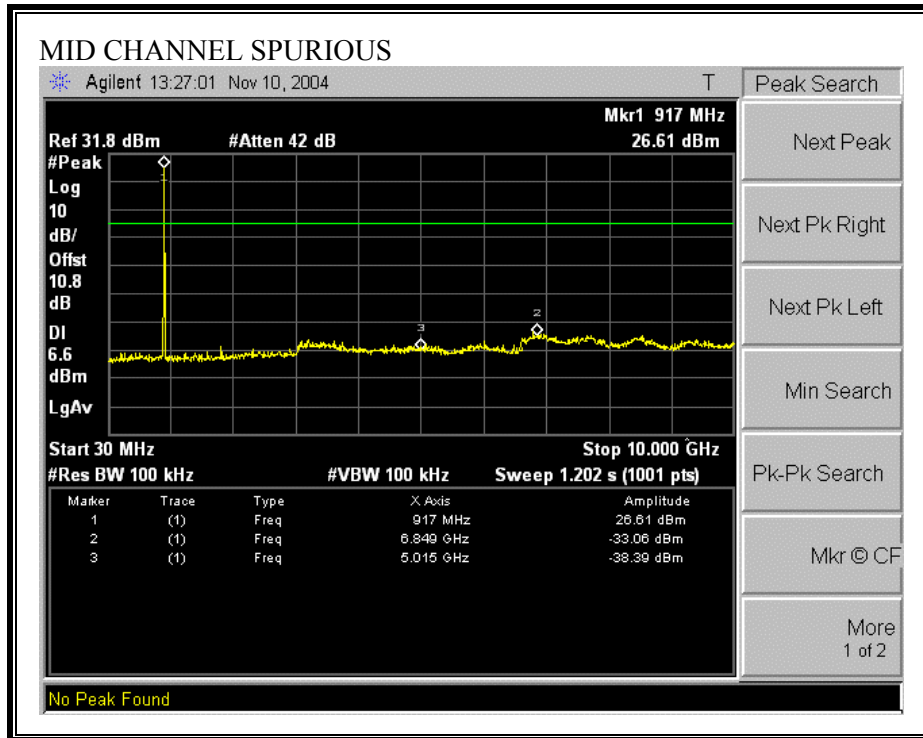 MID CHANNEL SPURIOUS
Agilent 13:27:01 Nov 10, 2004 T Peak Search
Mkr1 917 MHz
Ref 31.8 dBm #Atten 42 dB 26.61 dBm
#Peak
Log
10
dB/
Offst
10.8
dB
DI
6.6
dBm
LgAv
1
2
3
Start 30 MHz Stop 10.000 GHz
#Res BW 100 kHz #VBW 100 kHz Sweep 1.202 s (1001 pts)
Marker Trace Type X Axis Amplitude
1 (1) Freq 917 MHz 26.61 dBm
2 (1) Freq 6.849 GHz -33.06 dBm
3 (1) Freq 5.015 GHz -38.39 dBm
Next Peak
Next Pk Right
Next Pk Left
Min Search
Pk-Pk Search
Mkr © CF
More
1 of 2
No Peak Found